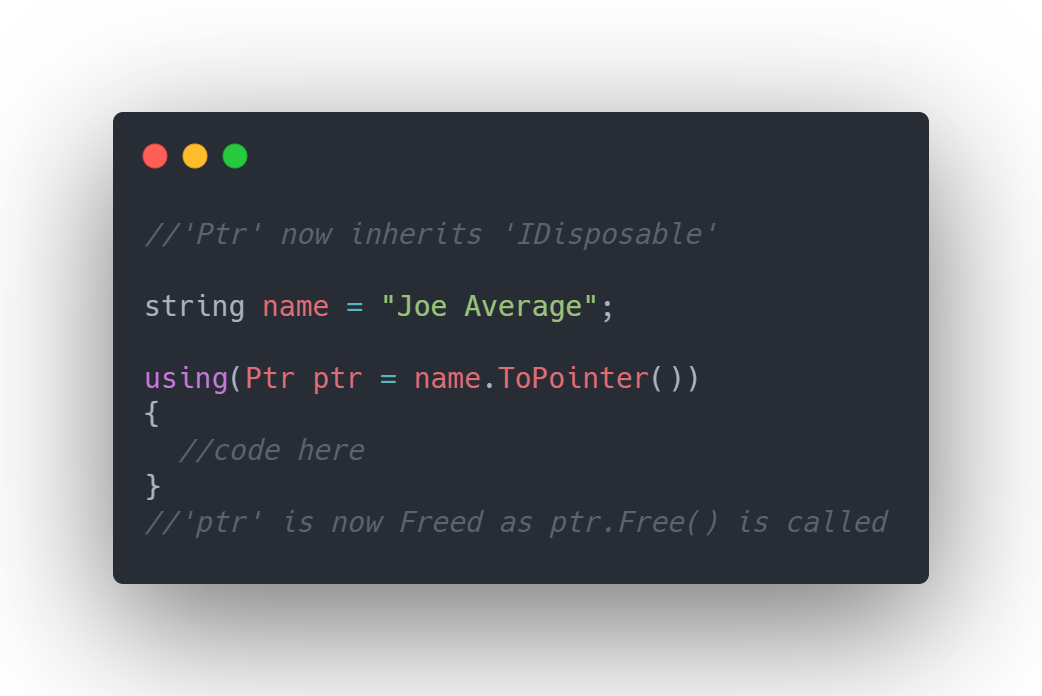 //'Ptr' now inherits 'IDisposable'
string name = "Joe Average";
using(Ptr ptr = name.ToPointer())
{
  //code here
}
//'ptr' is now Freed as ptr.Free() is called